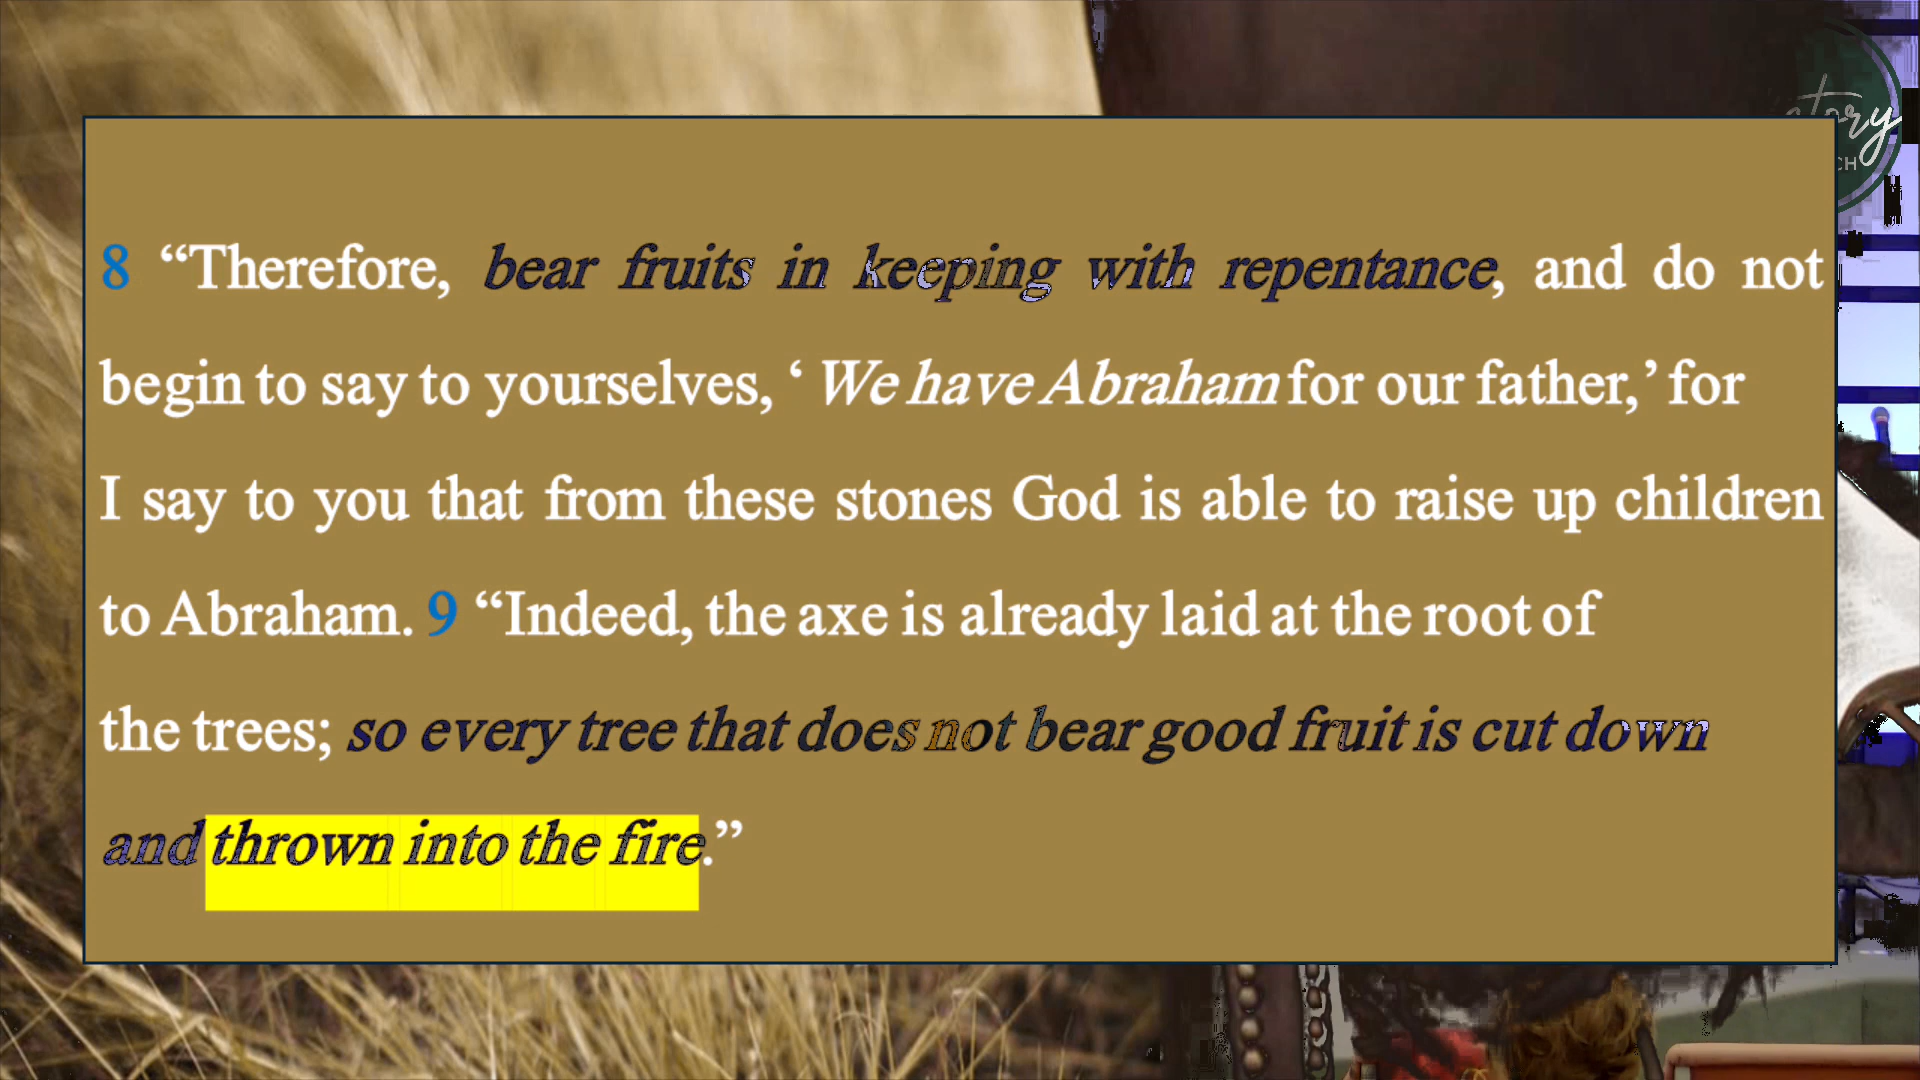 8 “Therefore, bear fruits in keeping with repentance, and do not
begin to say to yourselves, ‘ We have Abraham for our father,’ for
I say to you that from these stones God is able to raise up children
to Abraham. 9 “Indeed, the axe is already laid at the root of
the trees; so every tree that does not bear good fruit is cut down
and thrown into the fire.”